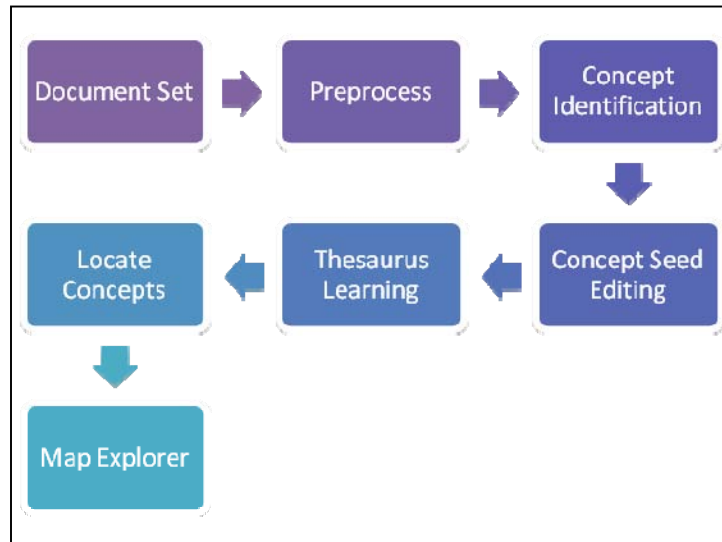 Document Set
Preprocess
Concept
Identification
Concept Seed
Editing
Thesaurus
Learning
Locate
Concepts
Map Explorer